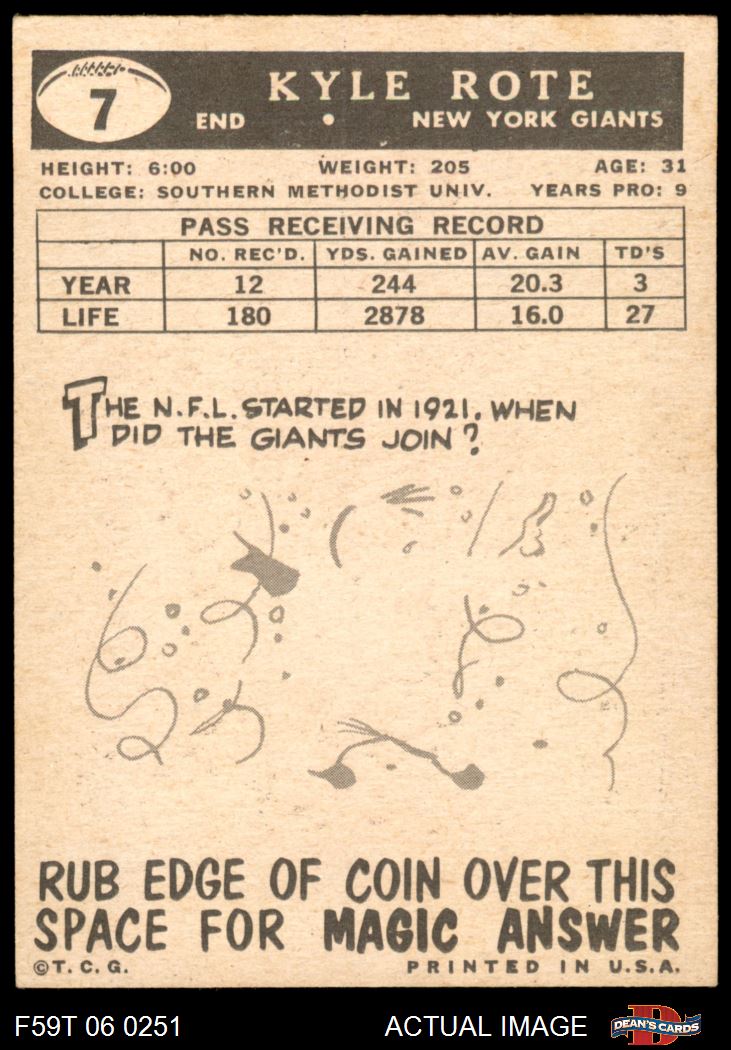 7
KYLE ROTE
END • NEW YORK GIANTS
HEIGHT: 6:00 WEIGHT: 205 AGE: 31
COLLEGE: SOUTHERN METHODIST UNIV. YEARS PRO: 9
PASS RECEIVING RECORD
NO. REC'D. YDS. GAINED AV. GAIN TD'S
YEAR 12 244 20.3 3
LIFE 180 2878 16.0 27
THE N.F.L. STARTED IN 1921. WHEN
DID THE GIANTS JOIN?
RUB EDGE OF COIN OVER THIS
SPACE FOR MAGIC ANSWER
©T.C.G. PRINTED IN U.S.A.
F59T 06 0251 ACTUAL IMAGE DEAN'S CARDS